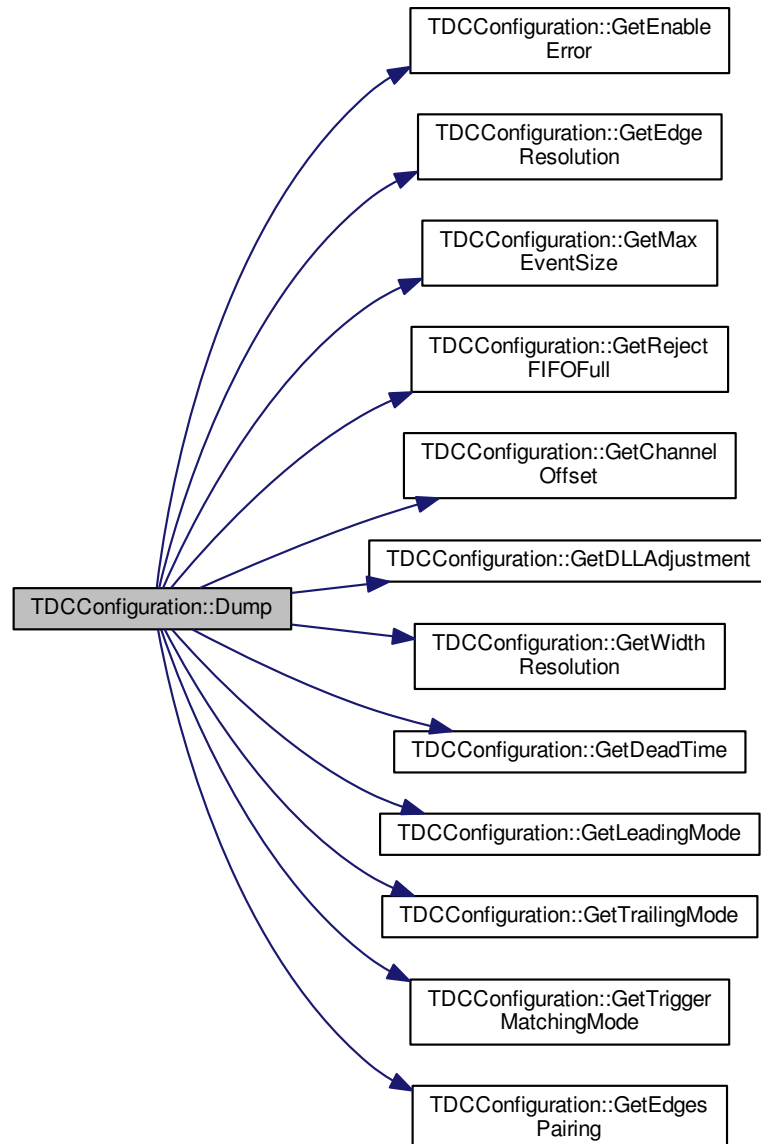 TDCConfiguration::GetEnable
Error
TDCConfiguration::GetEdge
Resolution
TDCConfiguration::GetMax
EventSize
TDCConfiguration::GetReject
FIFOFull
TDCConfiguration::GetChannel
Offset
TDCConfiguration::GetDLLAdjustment
TDCConfiguration::Dump
TDCConfiguration::GetWidth
Resolution
TDCConfiguration::GetDeadTime
TDCConfiguration::GetLeadingMode
TDCConfiguration::GetTrailingMode
TDCConfiguration::GetTrigger
MatchingMode
TDCConfiguration::GetEdges
Pairing